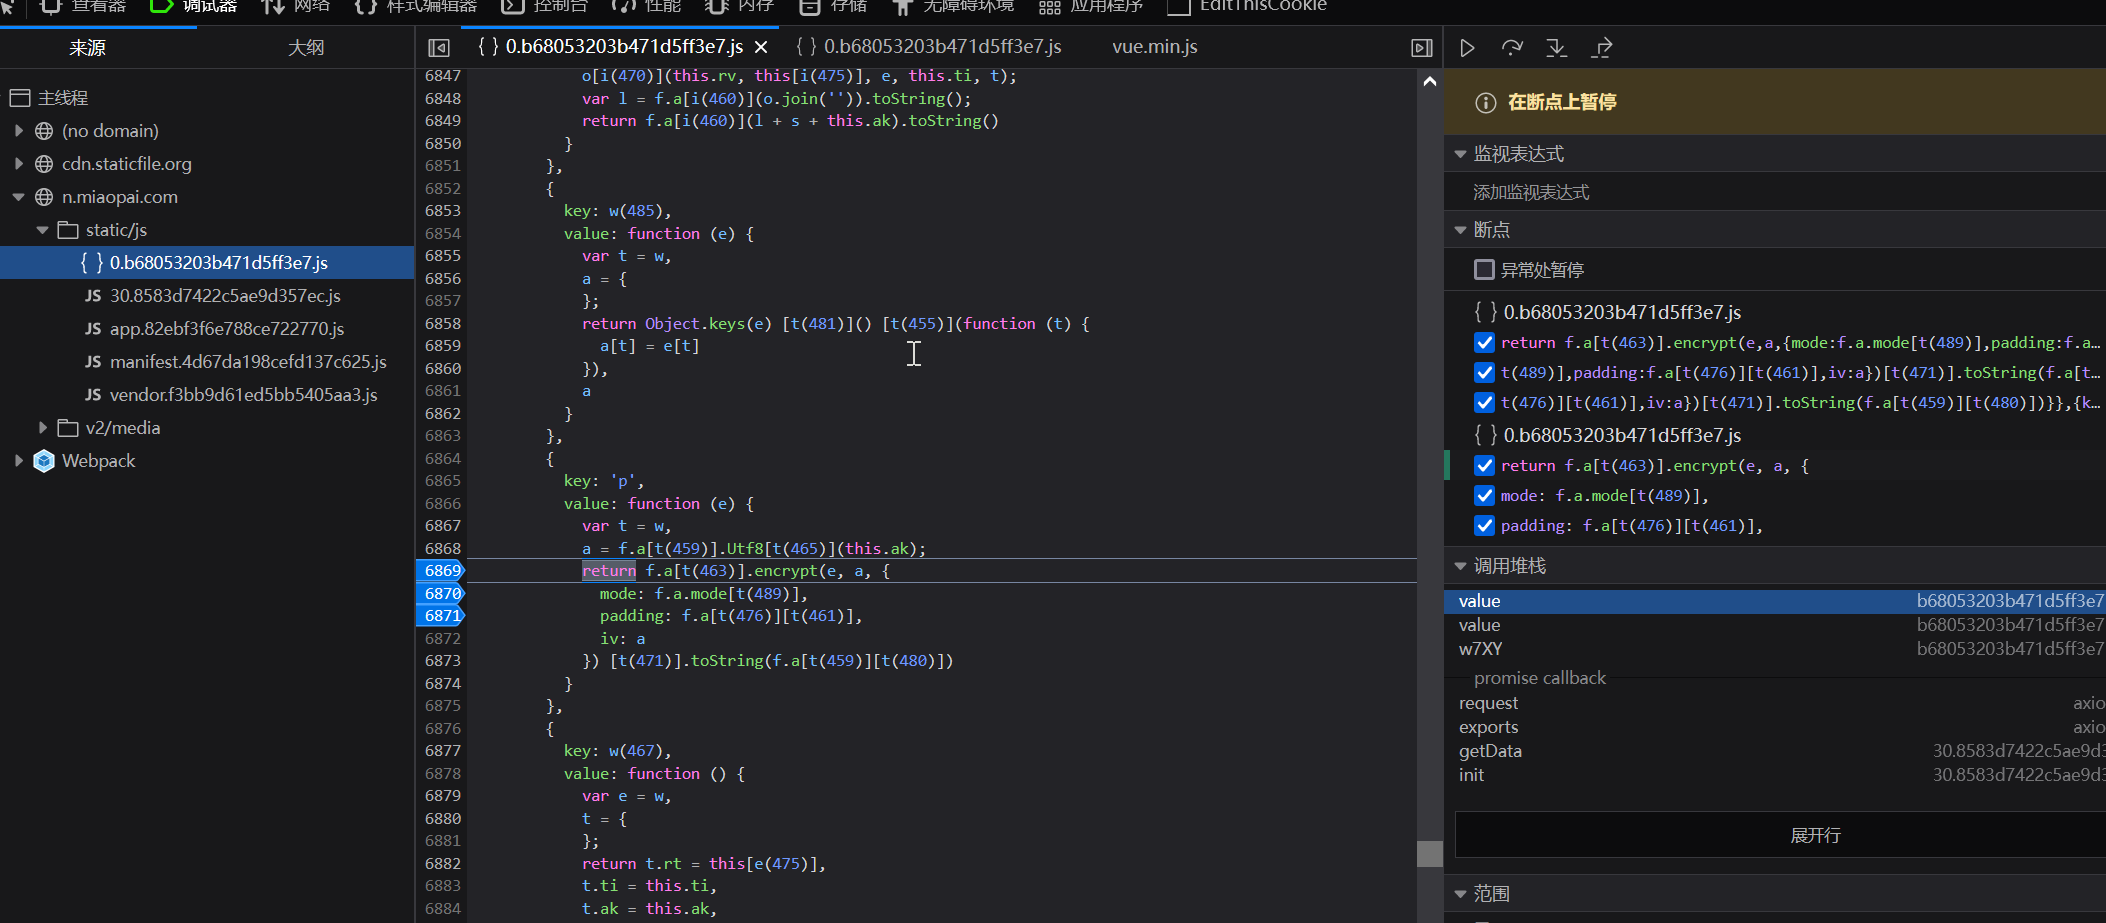 查看器 调试器 网络 样式编辑器 控制台 性能 内存 存储 无障碍环境 应用程序 EditThisCookie
来源 大纲
主线程
(no domain)
cdn.staticfile.org
n.miaopai.com
static/js
{ } 0.b68053203b471d5ff3e7.js
JS 30.8583d7422c5ae9d357ec.js
JS app.82ebf3f6e788ce722770.js
JS manifest.4d67da198cefd137c625.js
JS vendor.f3bb9d61ed5bb5405aa3.js
v2/media
Webpack
{ } 0.b68053203b471d5ff3e7.js { } 0.b68053203b471d5ff3e7.js vue.min.js
6847 o[i(470)](this.rv, this[i(475)], e, this.ti, t);
6848 var l = f.a[i(460)](o.join('')).toString();
6849 return f.a[i(460)](l + s + this.ak).toString()
6850 }
6851 },
6852 {
6853 key: w(485),
6854 value: function (e) {
6855 var t = w,
6856 a = {
6857 };
6858 return Object.keys(e) [t(481)]() [t(455)](function (t) {
6859 a[t] = e[t]
6860 }),
6861 a
6862 }
6863 },
6864 {
6865 key: 'p',
6866 value: function (e) {
6867 var t = w,
6868 a = f.a[t(459)].Utf8[t(465)](this.ak);
6869 return f.a[t(463)].encrypt(e, a, {
6870 mode: f.a.mode[t(489)],
6871 padding: f.a[t(476)][t(461)],
6872 iv: a
6873 }) [t(471)].toString(f.a[t(459)][t(480)])
6874 }
6875 },
6876 {
6877 key: w(467),
6878 value: function () {
6879 var e = w,
6880 t = {
6881 };
6882 return t.rt = this[e(475)],
6883 t.ti = this.ti,
6884 t.ak = this.ak,
在断点上暂停
监视表达式
添加监视表达式
断点
异常处暂停
{ } 0.b68053203b471d5ff3e7.js
return f.a[t(463)].encrypt(e,a,{mode:f.a.mode[t(489)],padding:f.a…
t(489)],padding:f.a[t(476)][t(461)],iv:a})[t(471)].toString(f.a[t…
t(476)][t(461)],iv:a})[t(471)].toString(f.a[t(459)][t(480)])}},{k…
{ } 0.b68053203b471d5ff3e7.js
return f.a[t(463)].encrypt(e, a, {
mode: f.a.mode[t(489)],
padding: f.a[t(476)][t(461)],
调用堆栈
value b68053203b471d5ff3e7
value b68053203b471d5ff3e7
w7XY b68053203b471d5ff3e7
promise callback
request axio
exports axio
getData 30.8583d7422c5ae9d3
init 30.8583d7422c5ae9d3
展开行
范围